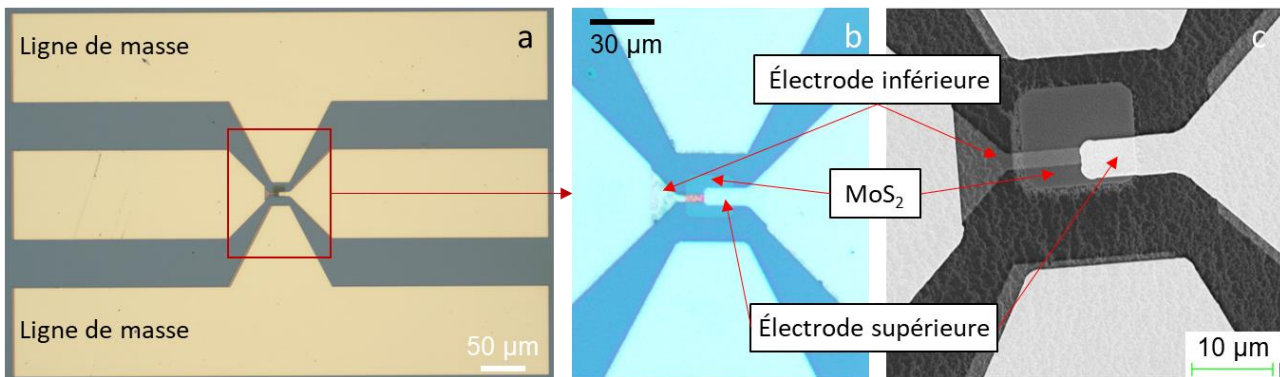 Ligne de masse
a
30 µm
b
c
Électrode inférieure
MoS₂
Électrode supérieure
Ligne de masse
50 µm
10 µm